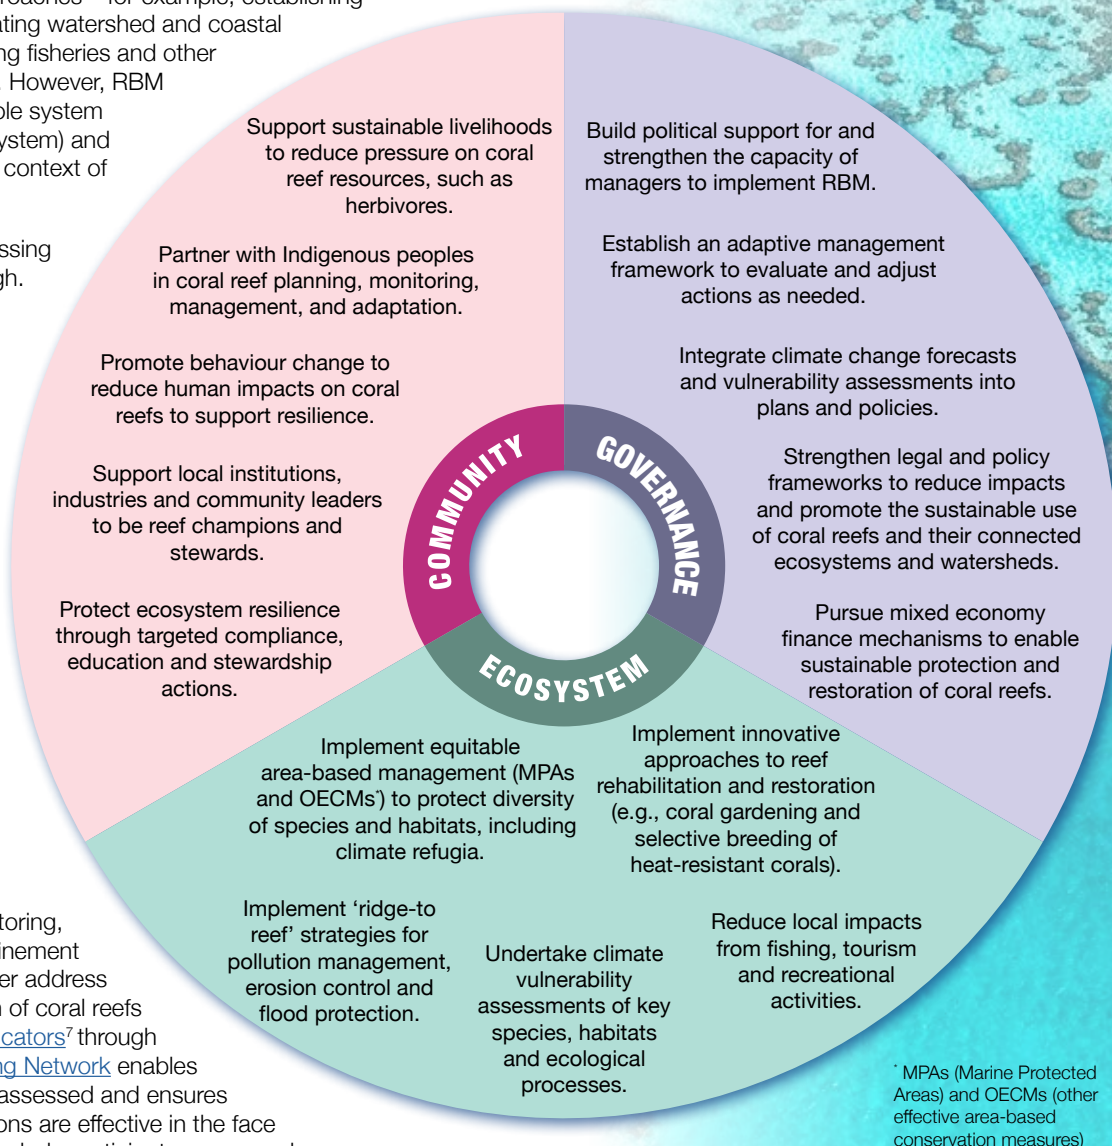 roaches – for example, establishing
ating watershed and coastal
ng fisheries and other
. However, RBM
ole system
ystem) and
context of
ssing
gh.
Support sustainable livelihoods
to reduce pressure on coral
reef resources, such as
herbivores.
Partner with Indigenous peoples
in coral reef planning, monitoring,
management, and adaptation.
Promote behaviour change to
reduce human impacts on coral
reefs to support resilience.
Support local institutions,
industries and community leaders
to be reef champions and
stewards.
Protect ecosystem resilience
through targeted compliance,
education and stewardship
actions.
COMMUNITY
GOVERNANCE
ECOSYSTEM
Build political support for and
strengthen the capacity of
managers to implement RBM.
Establish an adaptive management
framework to evaluate and adjust
actions as needed.
Integrate climate change forecasts
and vulnerability assessments into
plans and policies.
Strengthen legal and policy
frameworks to reduce impacts
and promote the sustainable use
of coral reefs and their connected
ecosystems and watersheds.
Pursue mixed economy
finance mechanisms to enable
sustainable protection and
restoration of coral reefs.
Implement equitable
area-based management (MPAs
and OECMs*) to protect diversity
of species and habitats, including
climate refugia.
Implement innovative
approaches to reef
rehabilitation and restoration
(e.g., coral gardening and
selective breeding of
heat-resistant corals).
Implement ‘ridge-to
reef’ strategies for
pollution management,
erosion control and
flood protection.
Undertake climate
vulnerability
assessments of key
species, habitats
and ecological
processes.
Reduce local impacts
from fishing, tourism
and recreational
activities.
toring,
inement
er address
n of coral reefs
icators7 through
ng Network enables
assessed and ensures
ons are effective in the face
* MPAs (Marine Protected
Areas) and OECMs (other
effective area-based
conservation measures)